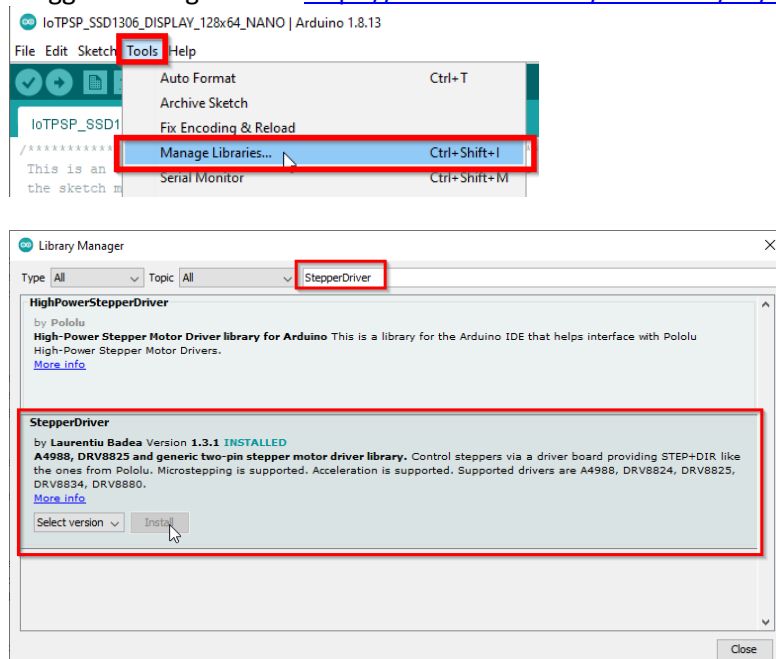 IoTPSP_SSD1306_DISPLAY_128x64_NANO | Arduino 1.8.13
File Edit Sketch Tools Help
Auto Format Ctrl+T
Archive Sketch
IoTPSP_SSD1 Fix Encoding & Reload
/***********
Manage Libraries... Ctrl+Shift+I
This is an
Serial Monitor Ctrl+Shift+M
the sketch m
Library Manager
Type All Topic All StepperDriver
HighPowerStepperDriver
by Pololu
High-Power Stepper Motor Driver library for Arduino This is a library for the Arduino IDE that helps interface with Pololu
High-Power Stepper Motor Drivers.
More info
StepperDriver
by Laurentiu Badea Version 1.3.1 INSTALLED
A4988, DRV8825 and generic two-pin stepper motor driver library. Control steppers via a driver board providing STEP+DIR like
the ones from Pololu. Microstepping is supported. Acceleration is supported. Supported drivers are A4988, DRV8824, DRV8825,
DRV8834, DRV8880.
More info
Select version Install
Close